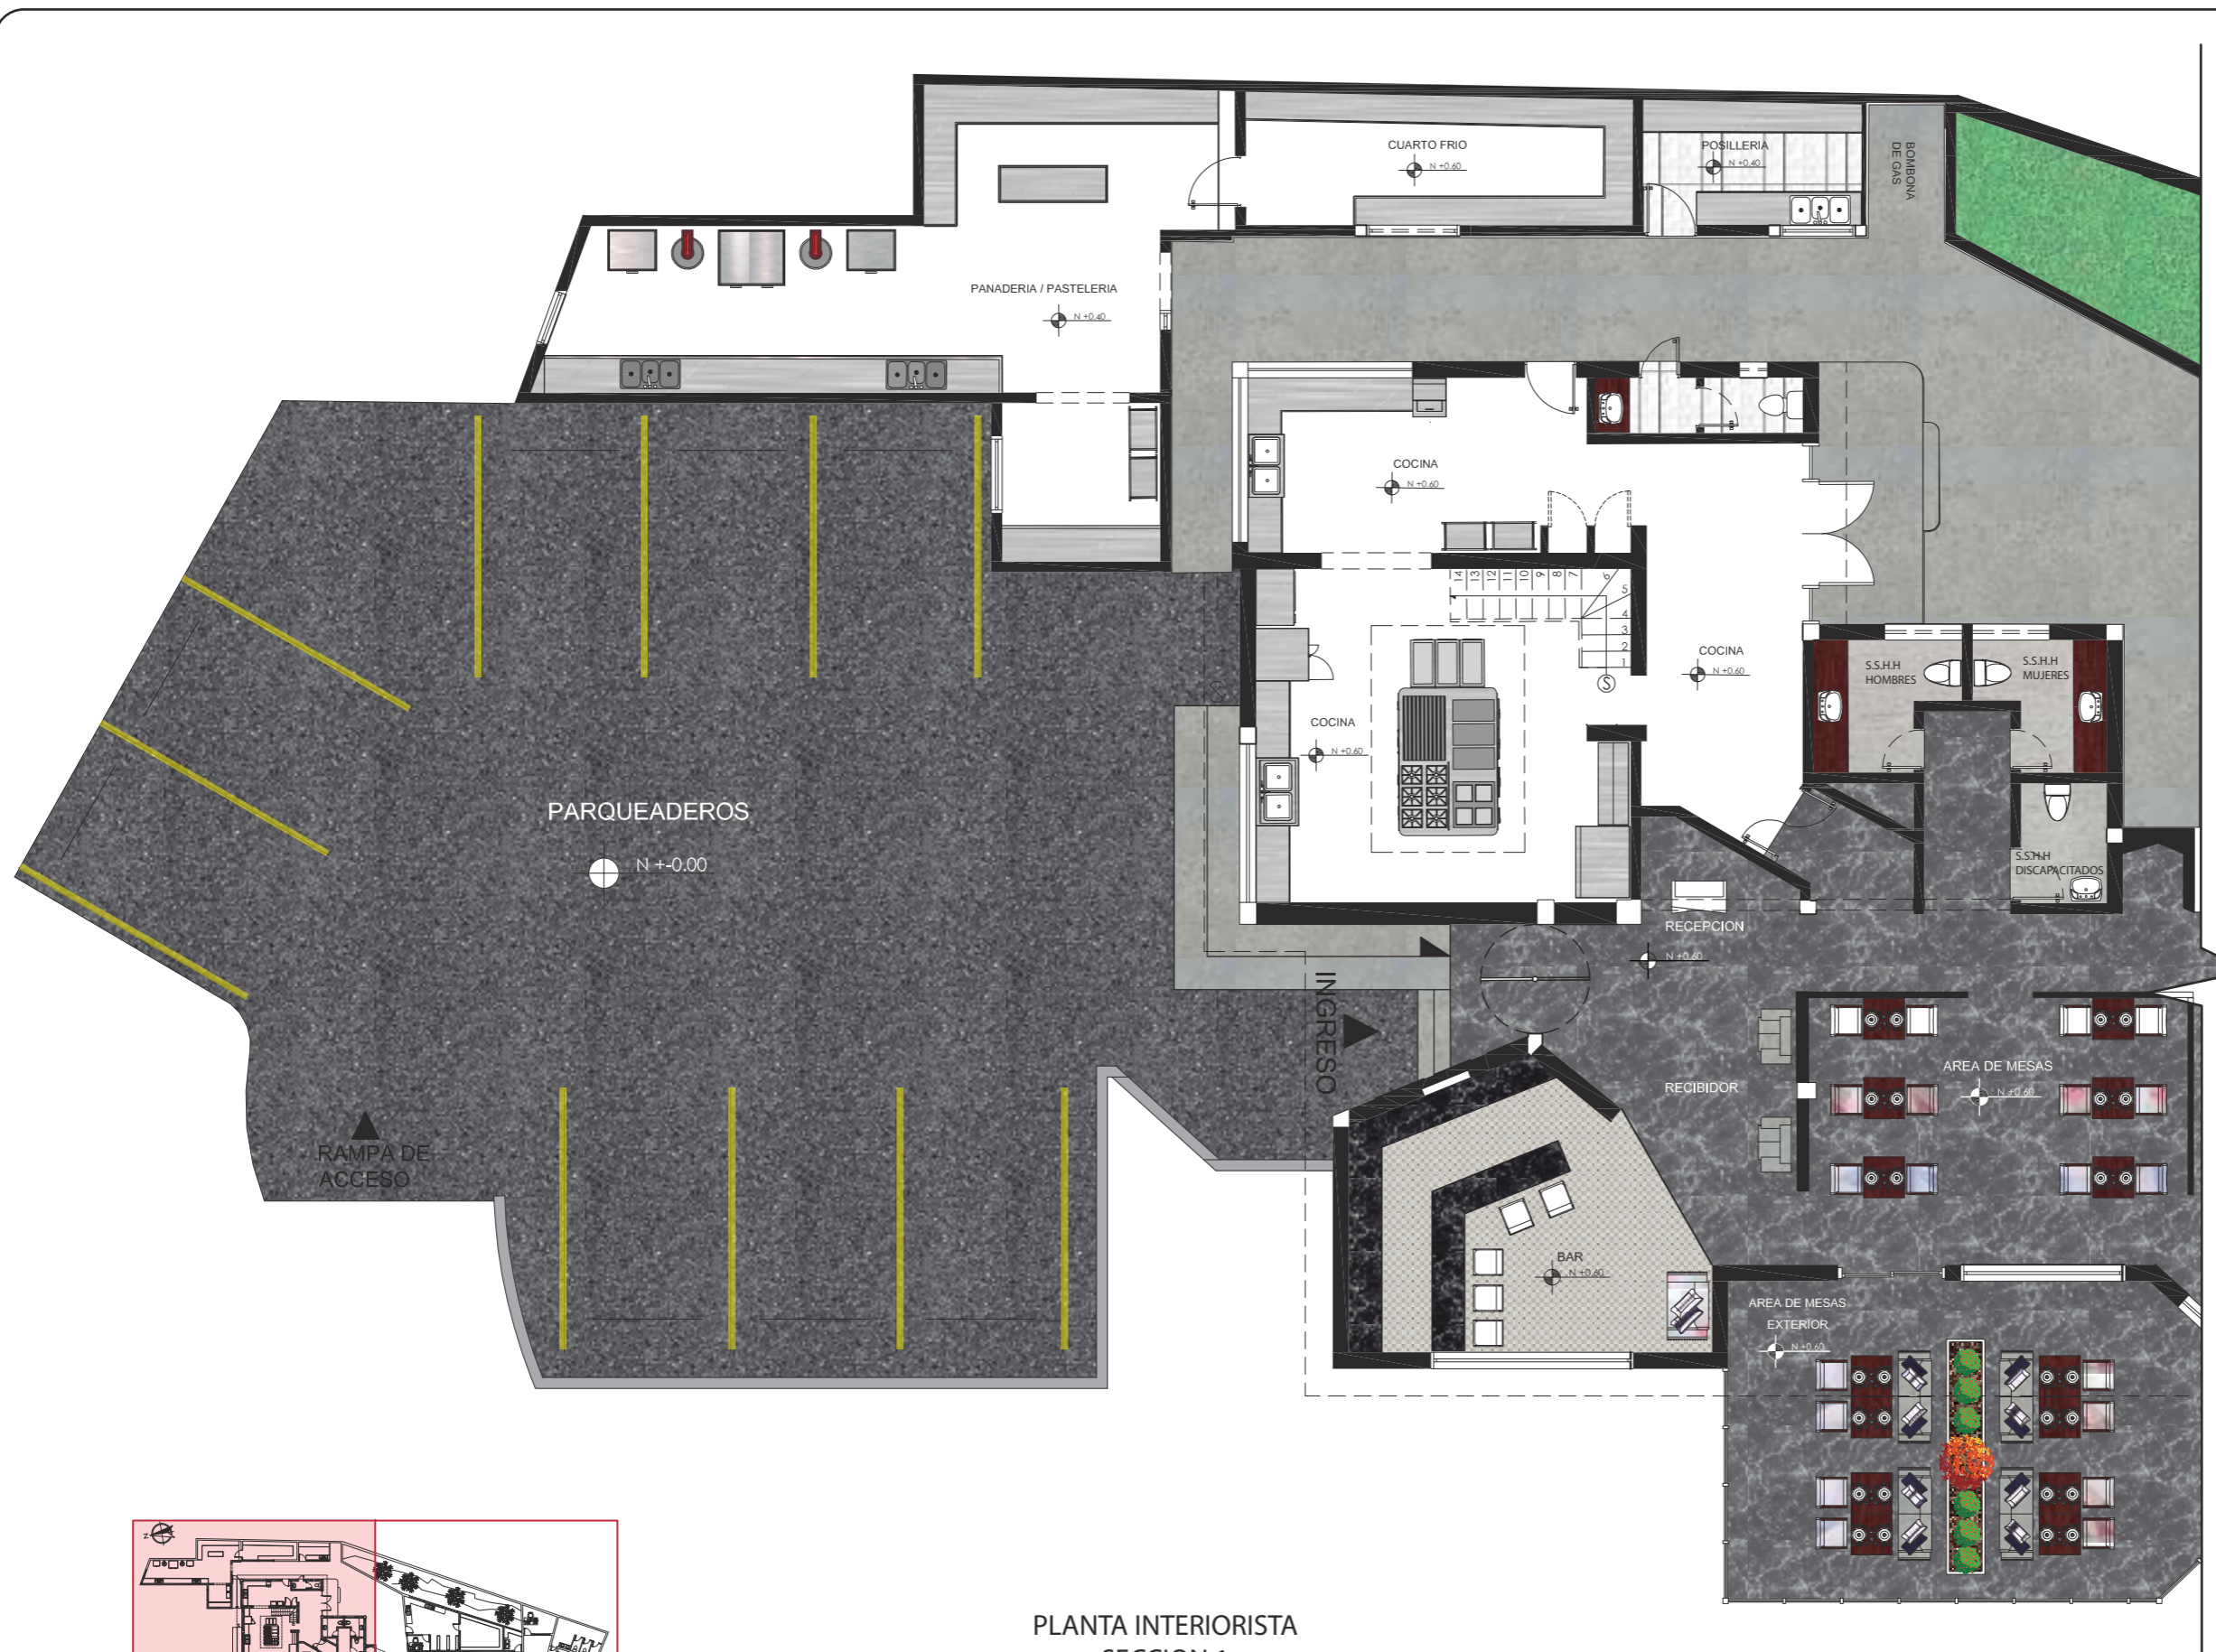 CUARTO FRIO
N +0.60
POSILLERIA
N +0.40
BOMBONA
DE GAS
PANADERIA / PASTELERIA
N +0.40
COCINA
N +0.60
14 13 12 11 10 9 8 7 6
5
4
3
2
1
S
COCINA
N +0.60
COCINA
N +0.60
S.S.H.H
HOMBRES
S.S.H.H
MUJERES
S.S.H.H
DISCAPACITADOS
PARQUEADEROS
N +-0.00
RECEPCION
N +0.60
INGRESO
RECIBIDOR
AREA DE MESAS
N +0.60
RAMPA DE
ACCESO
BAR
N +0.60
AREA DE MESAS
EXTERIOR
N +0.60
N
PLANTA INTERIORISTA
SECCION 1